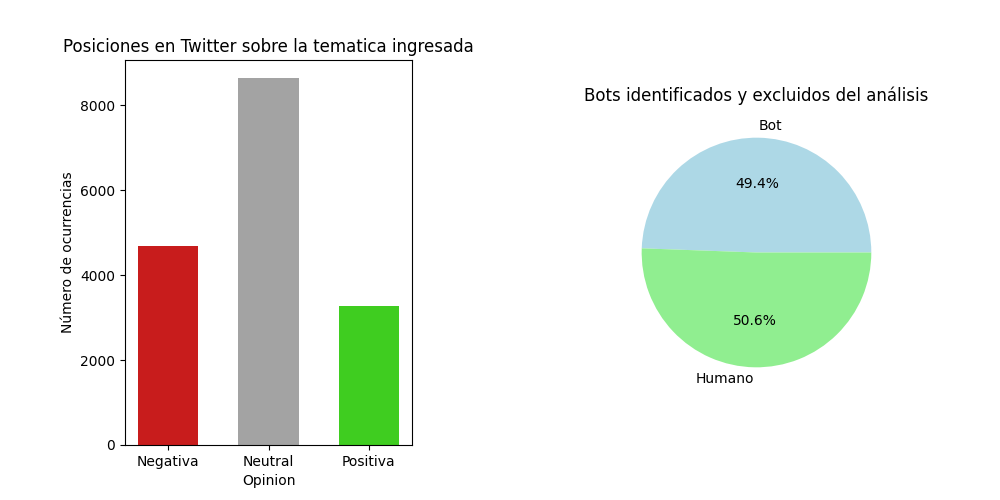 Posiciones en Twitter sobre la tematica ingresada
Número de ocurrencias
8000
6000
4000
2000
0
Negativa
Neutral
Positiva
Opinion
Bots identificados y excluidos del análisis
Bot
49.4%
50.6%
Humano